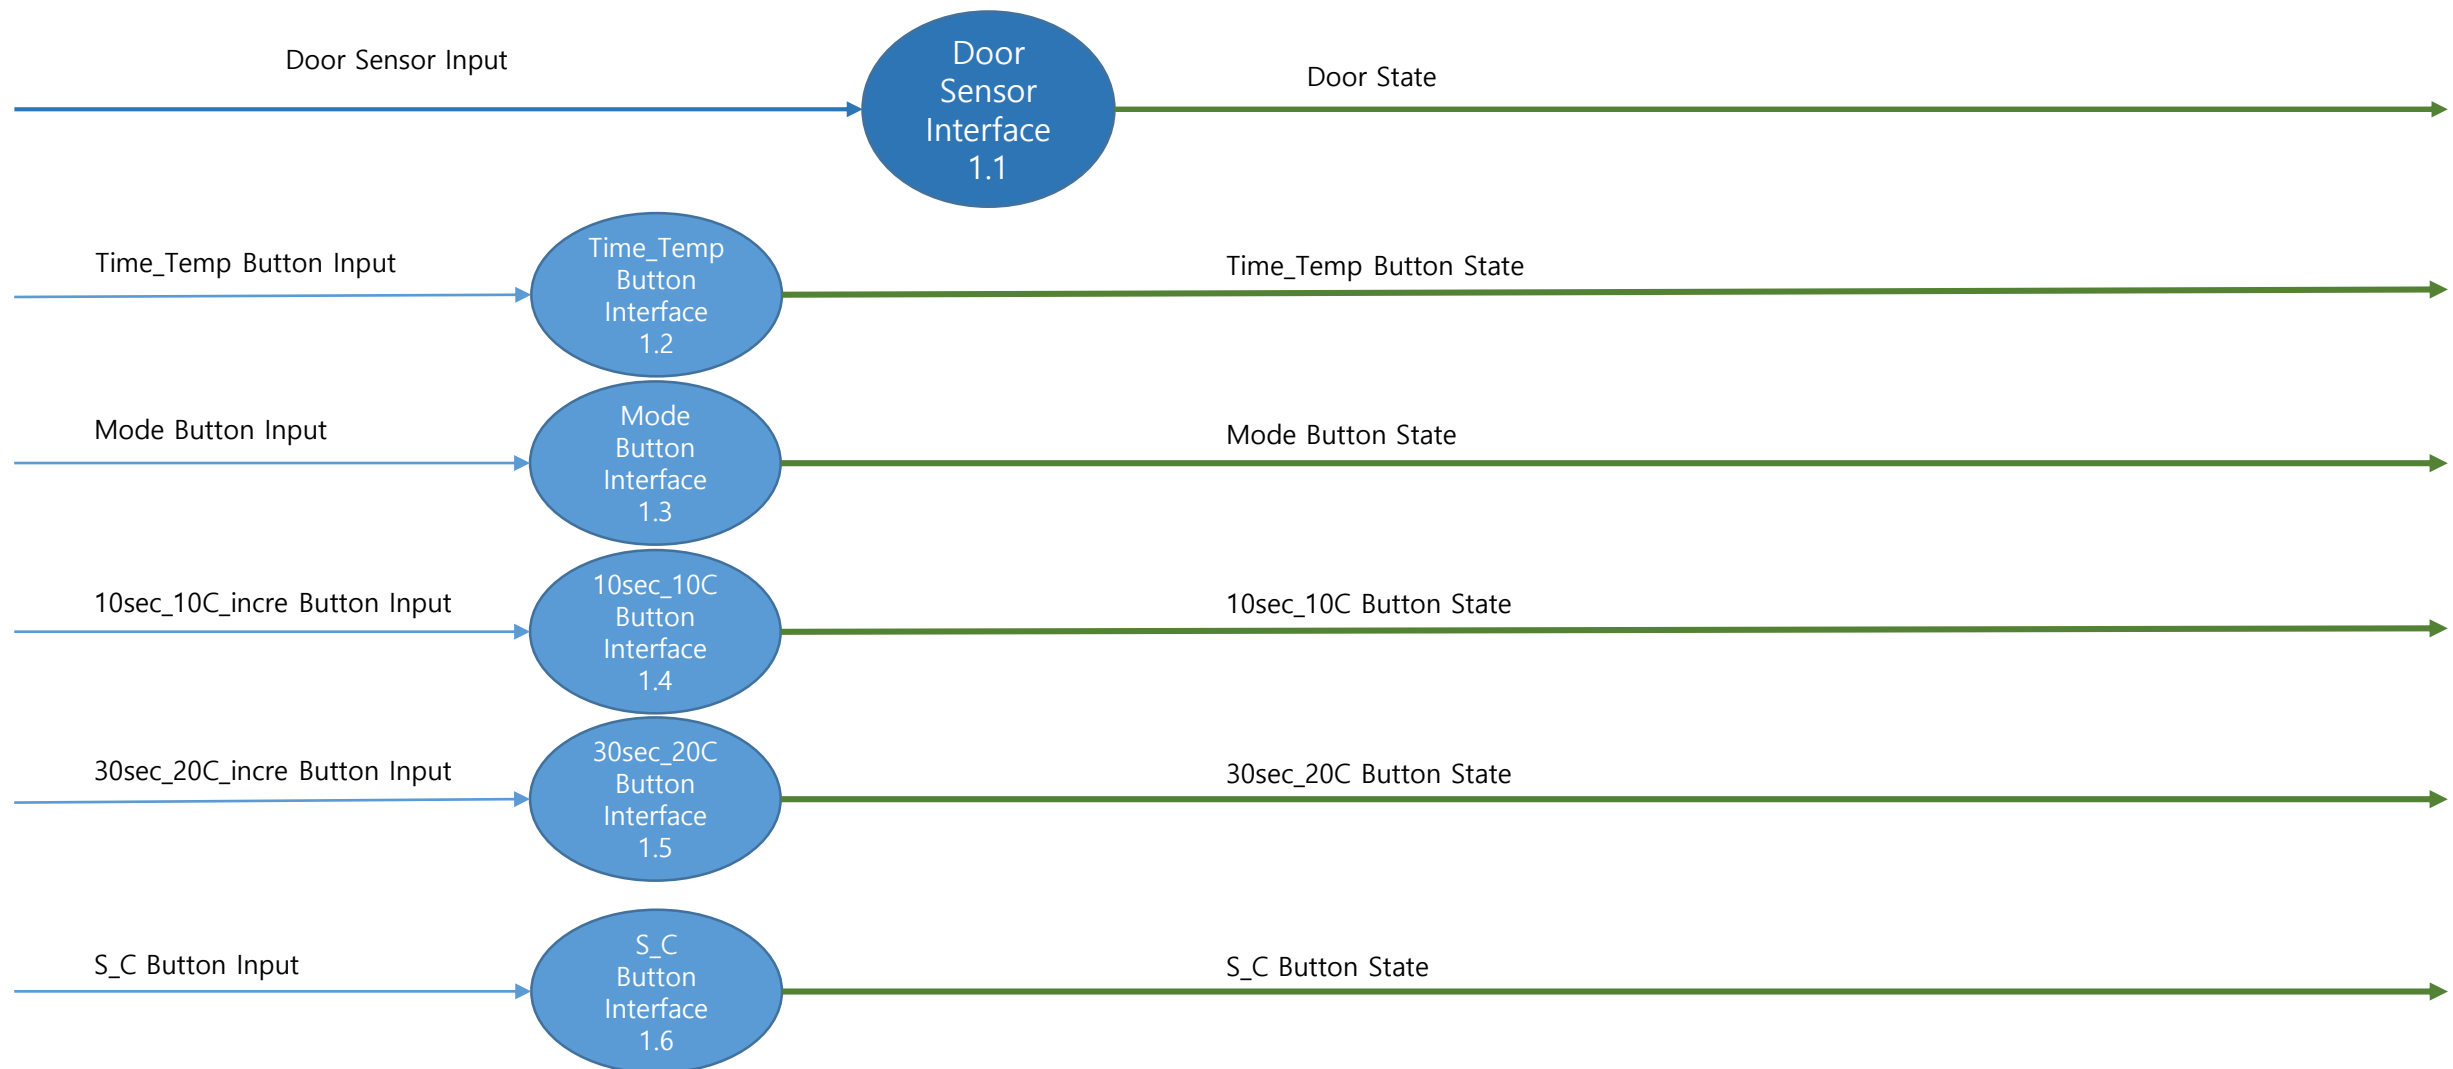 Door Sensor Input
Door
Sensor
Interface
1.1
Door State
Time_Temp Button Input
Time_Temp
Button
Interface
1.2
Time_Temp Button State
Mode Button Input
Mode
Button
Interface
1.3
Mode Button State
10sec_10C_incre Button Input
10sec_10C
Button
Interface
1.4
10sec_10C Button State
30sec_20C_incre Button Input
30sec_20C
Button
Interface
1.5
30sec_20C Button State
S_C Button Input
S_C
Button
Interface
1.6
S_C Button State